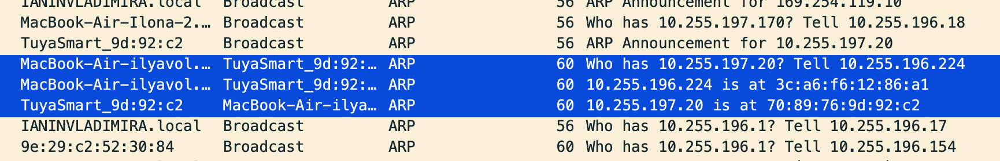 IANINVLADIMIRA.local Broadcast ARP 56 ARP Announcement for 169.254.119.10
MacBook-Air-Ilona-2.… Broadcast ARP 56 Who has 10.255.197.170? Tell 10.255.196.18
TuyaSmart_9d:92:c2 Broadcast ARP 56 ARP Announcement for 10.255.197.20
MacBook-Air-ilyavol.… TuyaSmart_9d:92:… ARP 60 Who has 10.255.197.20? Tell 10.255.196.224
MacBook-Air-ilyavol.… TuyaSmart_9d:92:… ARP 60 10.255.196.224 is at 3c:a6:f6:12:86:a1
TuyaSmart_9d:92:c2 MacBook-Air-ilya… ARP 60 10.255.197.20 is at 70:89:76:9d:92:c2
IANINVLADIMIRA.local Broadcast ARP 56 Who has 10.255.196.1? Tell 10.255.196.17
9e:29:c2:52:30:84 Broadcast ARP 60 Who has 10.255.196.1? Tell 10.255.196.154